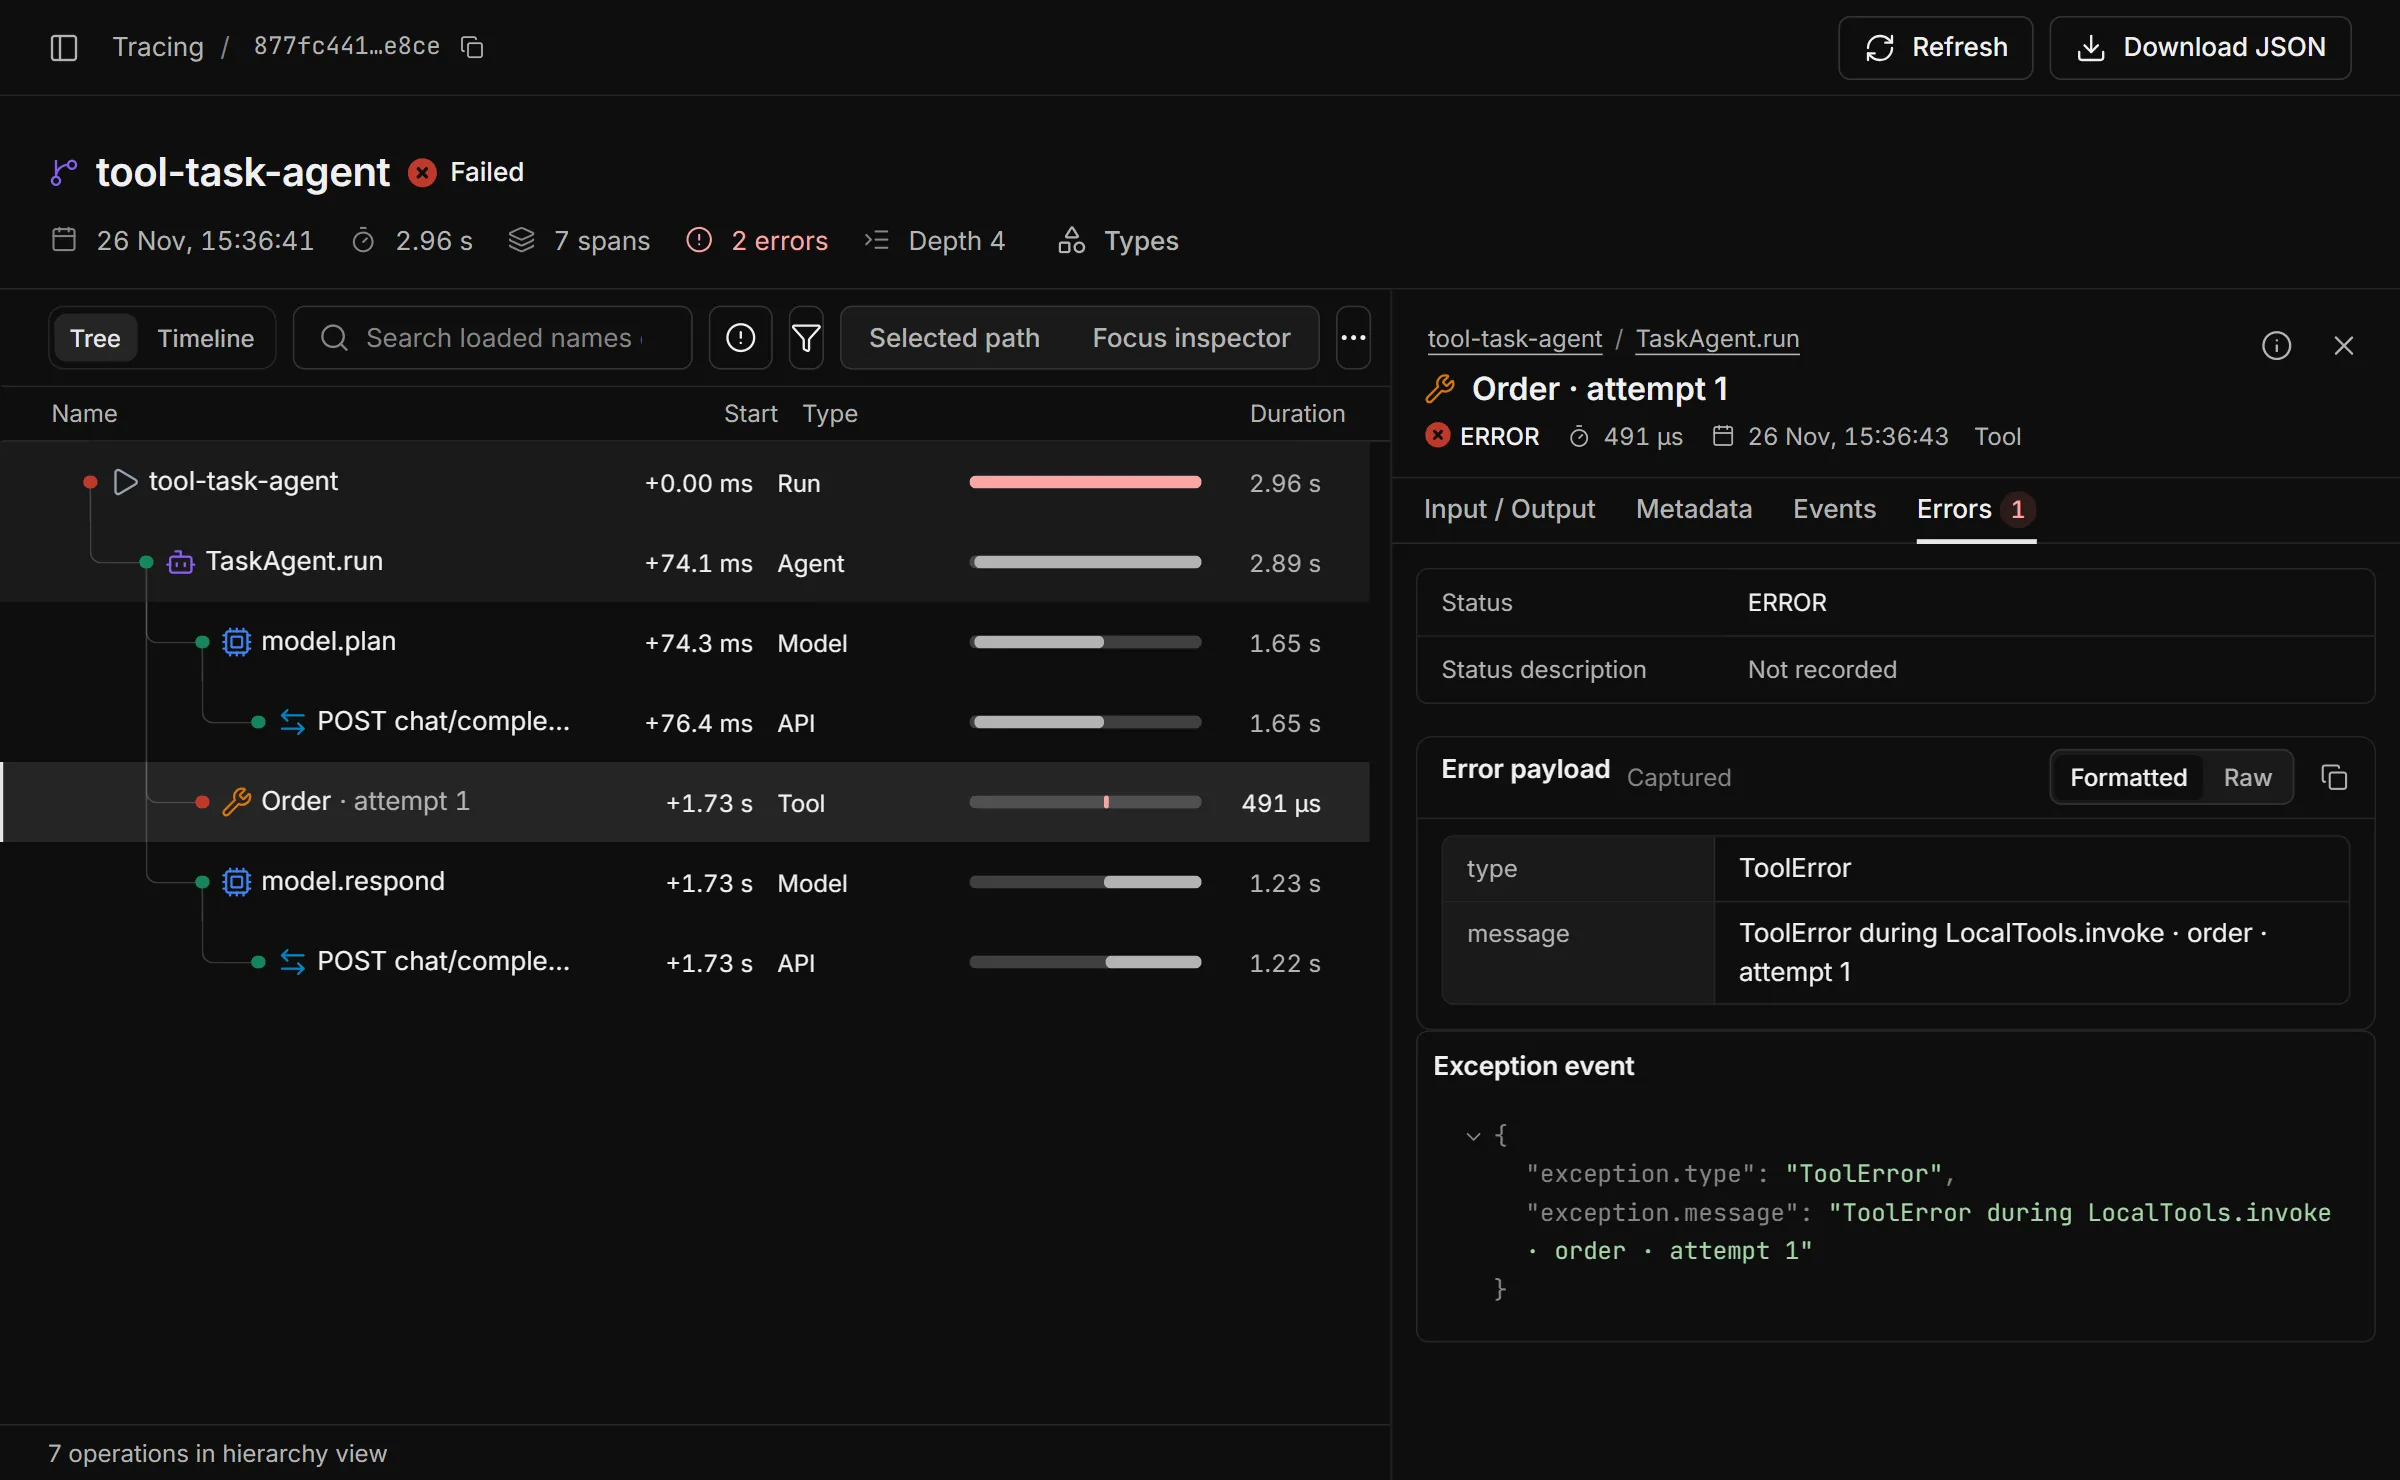 Tracing / 877fc441…e8ce
Refresh
Download JSON
tool-task-agent Failed
26 Nov, 15:36:41 2.96 s 7 spans 2 errors Depth 4 Types
Tree Timeline Search loaded names Selected path Focus inspector
Name Start Type Duration
tool-task-agent +0.00 ms Run 2.96 s
TaskAgent.run +74.1 ms Agent 2.89 s
model.plan +74.3 ms Model 1.65 s
POST chat/comple... +76.4 ms API 1.65 s
Order · attempt 1 +1.73 s Tool 491 µs
model.respond +1.73 s Model 1.23 s
POST chat/comple... +1.73 s API 1.22 s
7 operations in hierarchy view
tool-task-agent / TaskAgent.run
Order · attempt 1
ERROR 491 µs 26 Nov, 15:36:43 Tool
Input / Output Metadata Events Errors 1
Status ERROR
Status description Not recorded
Error payload Captured Formatted Raw
type ToolError
message ToolError during LocalTools.invoke · order ·
attempt 1
Exception event
{
"exception.type": "ToolError",
"exception.message": "ToolError during LocalTools.invoke
· order · attempt 1"
}